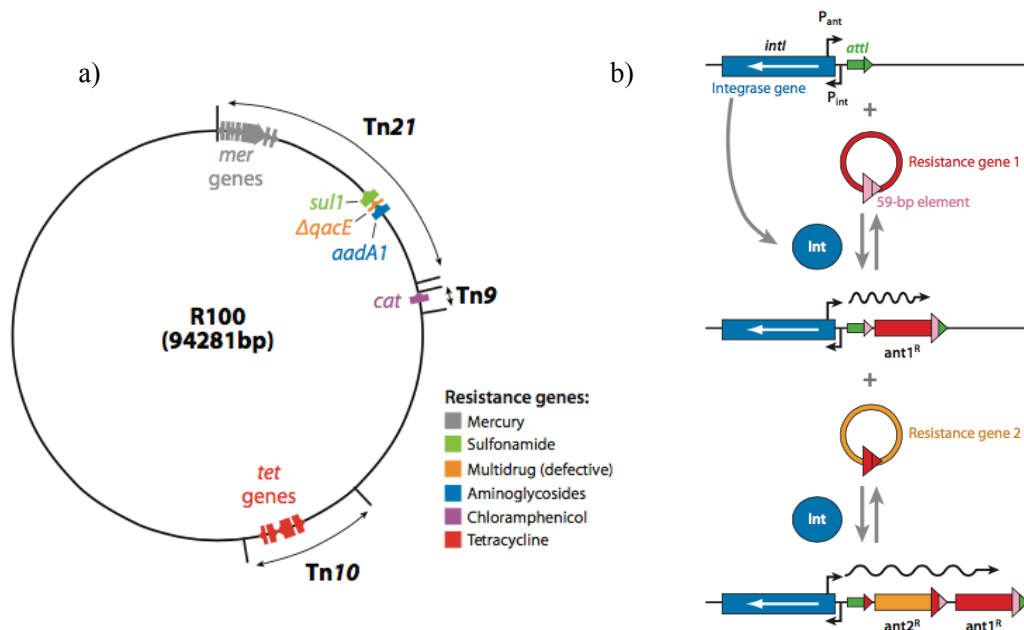 a)
Tn21
mer
genes
sul1
ΔqacE
aadA1
cat
Tn9
R100
(94281bp)
Resistance genes:
Mercury
Sulfonamide
Multidrug (defective)
Aminoglycosides
Chloramphenicol
Tetracycline
tet
genes
Tn10
b)
Pant
intI
attI
Integrase gene
Pint
+
Resistance gene 1
59-bp element
Int
ant1R
+
Resistance gene 2
Int
ant2R
ant1R